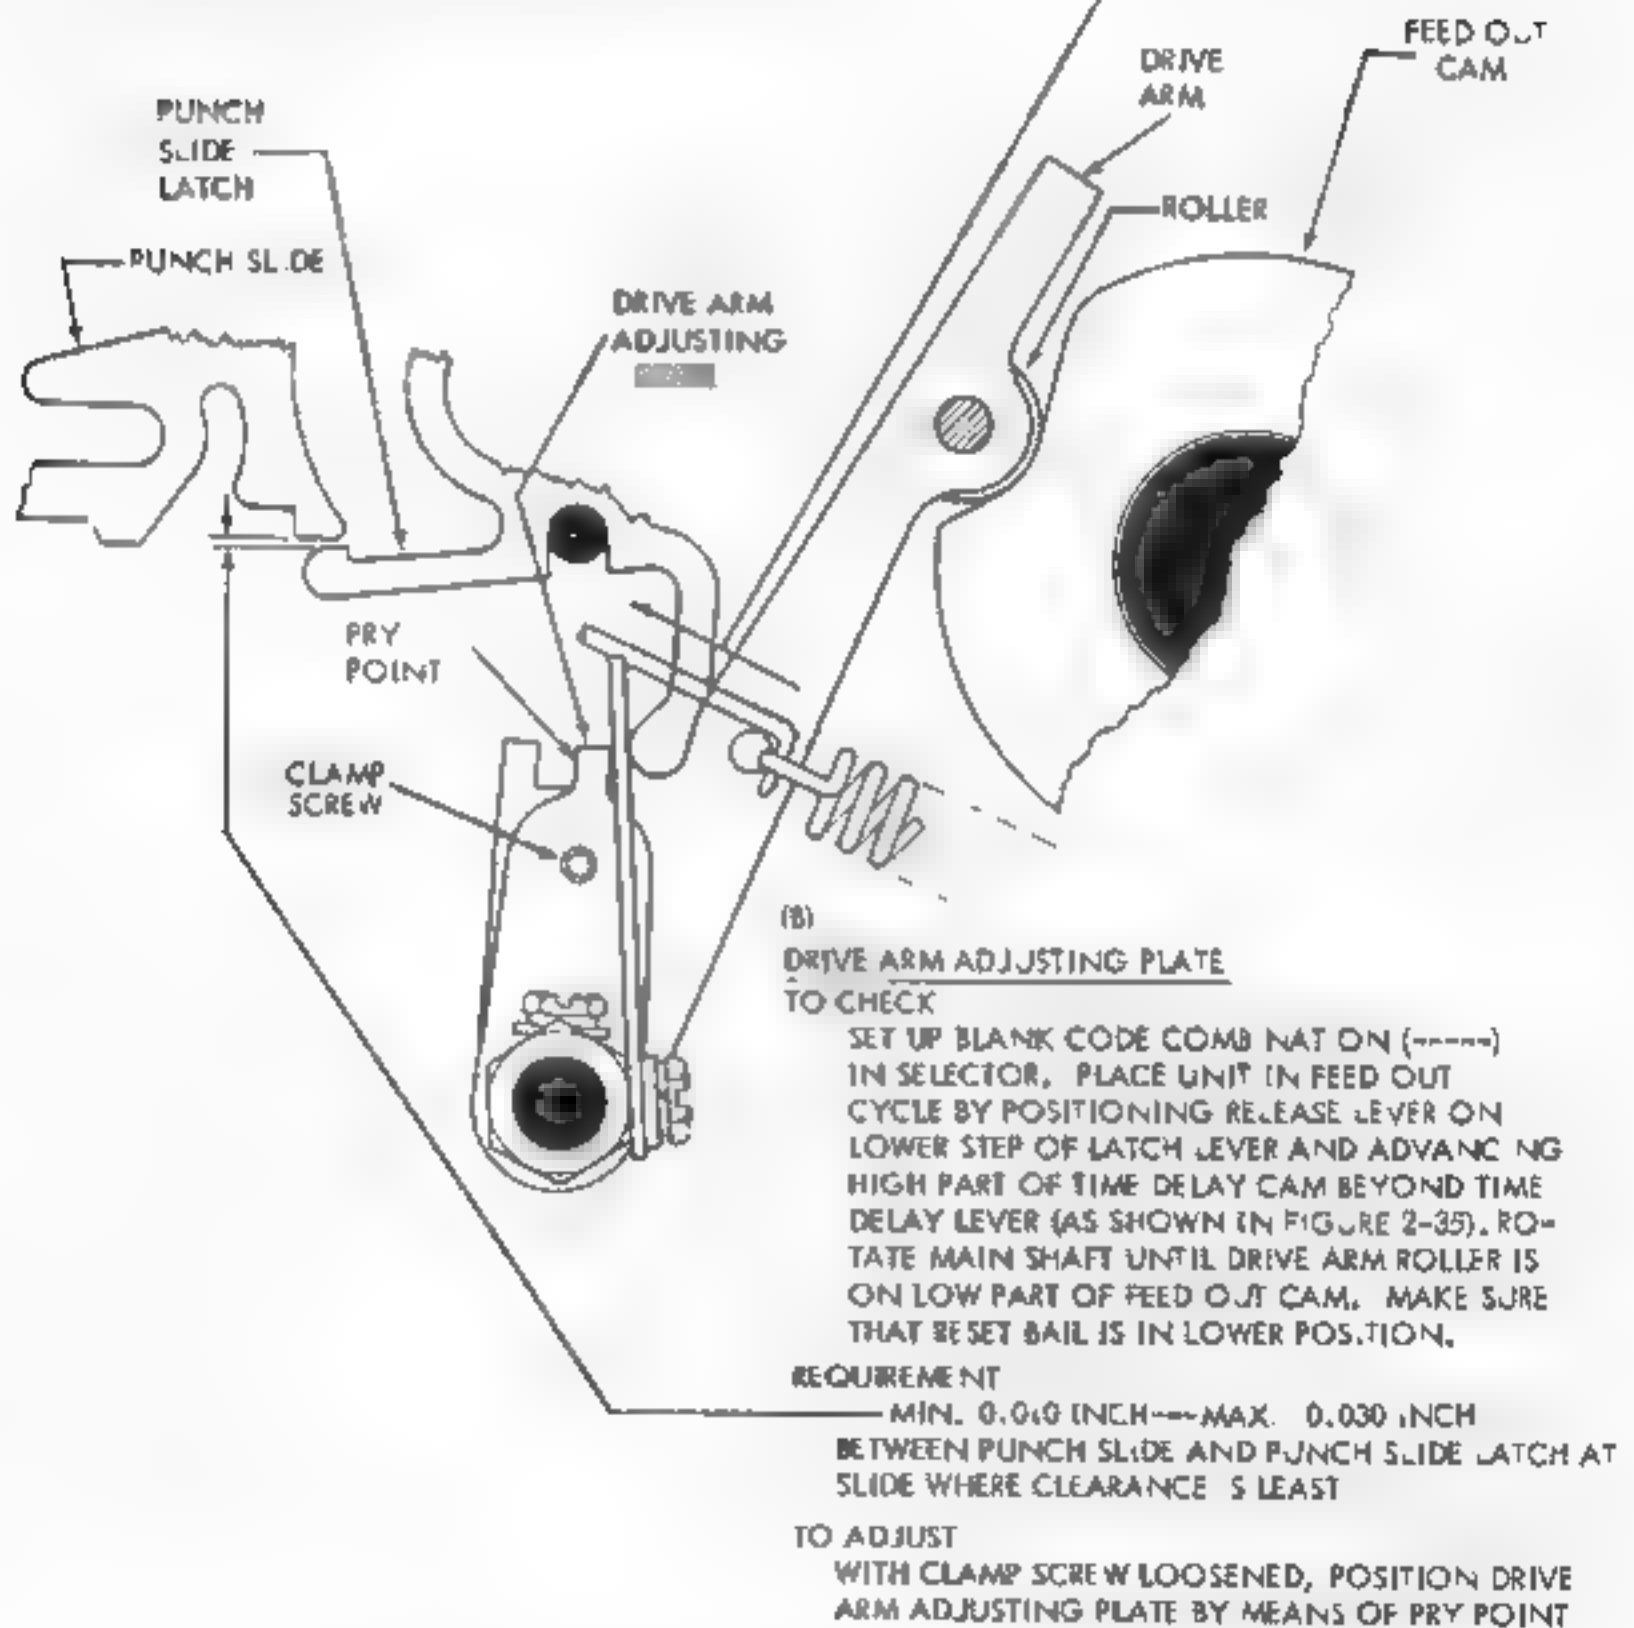 FEED OUT
CAM
DRIVE
ARM
PUNCH
SLIDE
LATCH
ROLLER
PUNCH SLIDE
DRIVE ARM
ADJUSTING
PRY
POINT
CLAMP
SCREW
(B)
DRIVE ARM ADJUSTING PLATE
TO CHECK
SET UP BLANK CODE COMBINATION (-----)
IN SELECTOR. PLACE UNIT IN FEED OUT
CYCLE BY POSITIONING RELEASE LEVER ON
LOWER STEP OF LATCH LEVER AND ADVANCING
HIGH PART OF TIME DELAY CAM BEYOND TIME
DELAY LEVER (AS SHOWN IN FIGURE 2-35). RO-
TATE MAIN SHAFT UNTIL DRIVE ARM ROLLER IS
ON LOW PART OF FEED OUT CAM. MAKE SURE
THAT RESET BAIL IS IN LOWER POSITION.
REQUIREMENT
MIN. INCH---MAX. 0.030 INCH
BETWEEN PUNCH SLIDE AND PUNCH SLIDE LATCH AT
SLIDE WHERE CLEARANCE IS LEAST
TO ADJUST
WITH CLAMP SCREW LOOSENED, POSITION DRIVE
ARM ADJUSTING PLATE BY MEANS OF PRY POINT